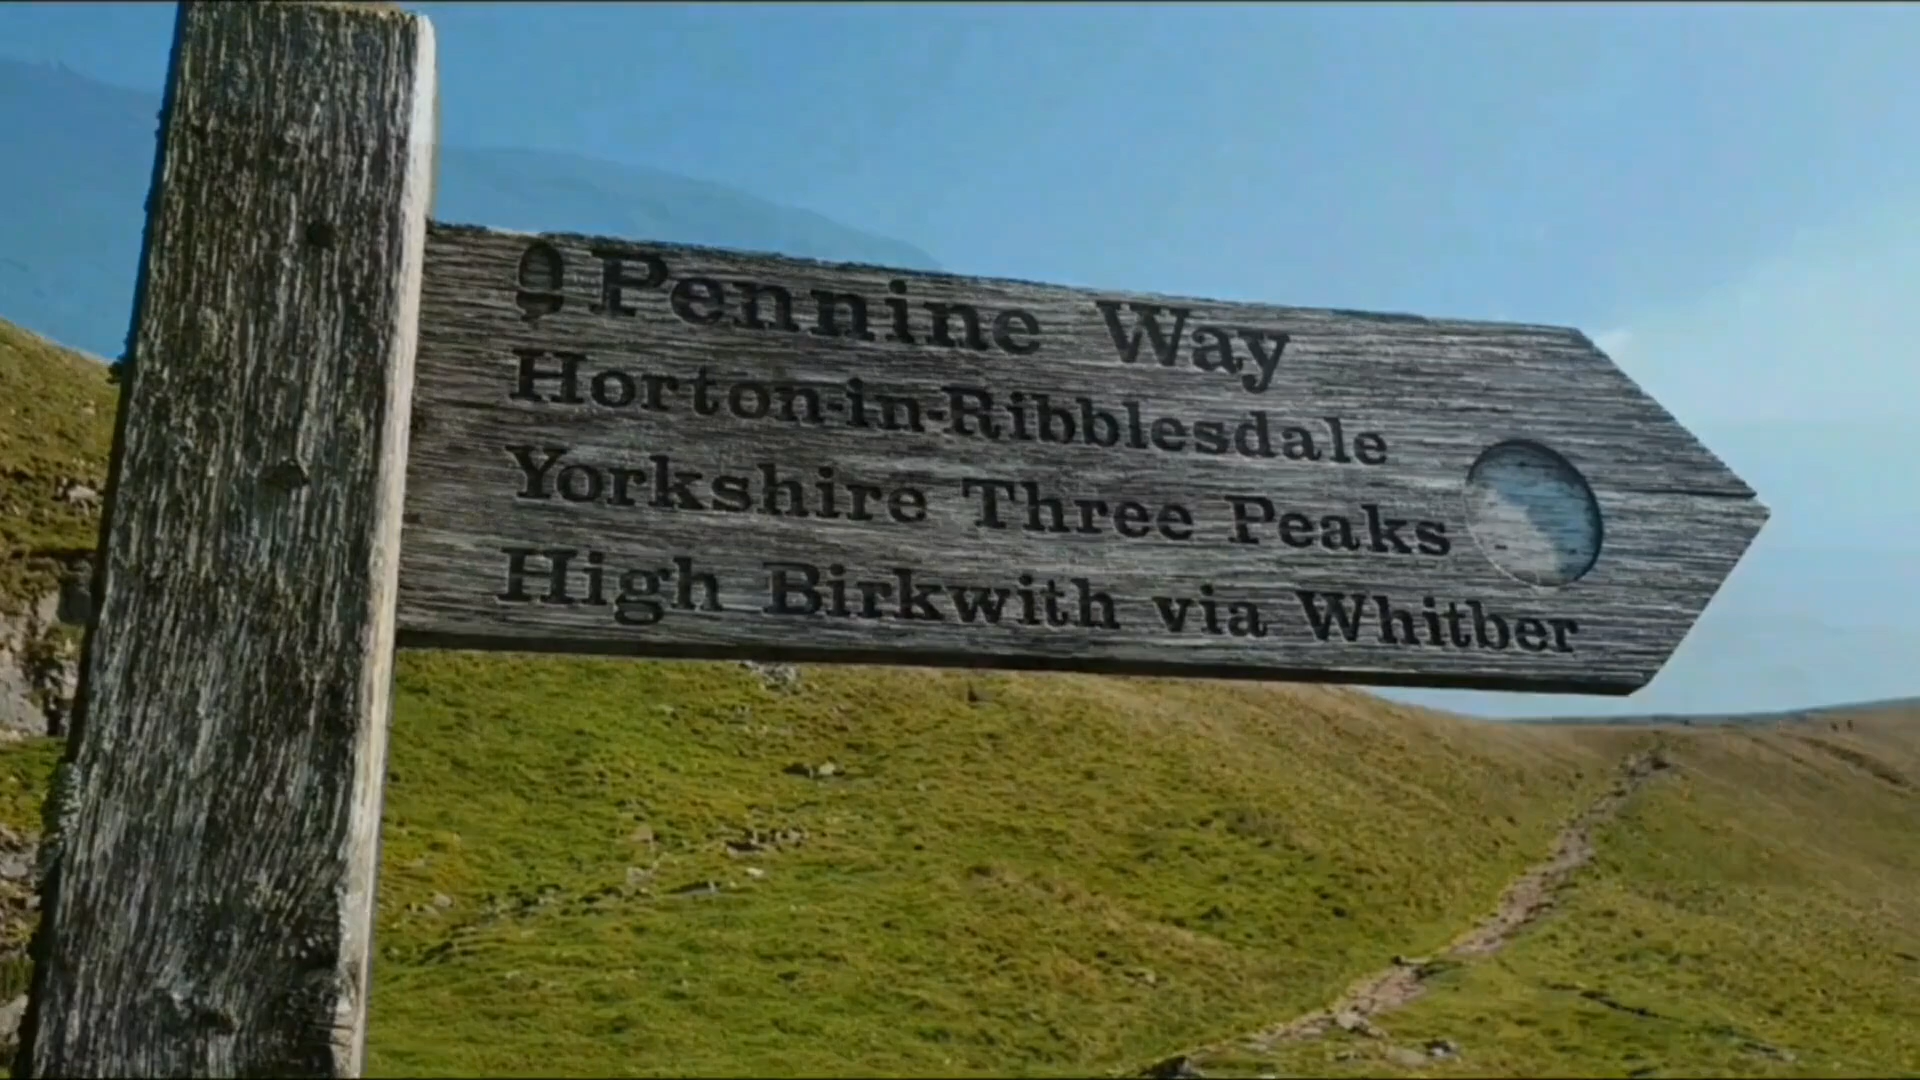 Pennine Way
Horton-in-Ribblesdale
Yorkshire Three Peaks
High Birkwith via Whitber